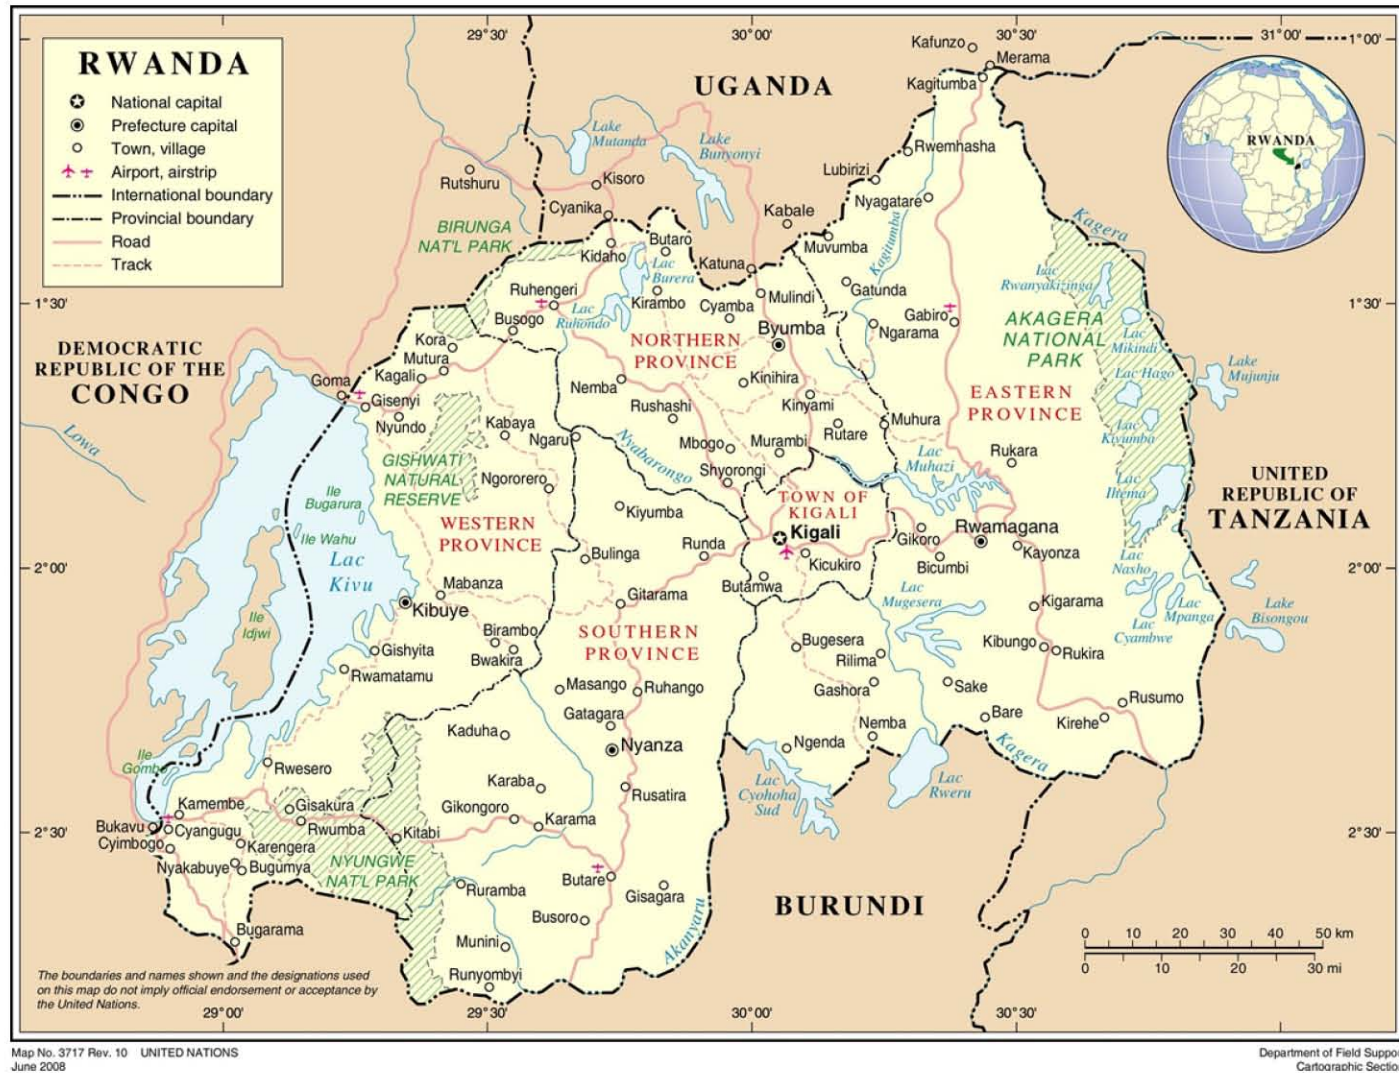 RWANDA
National capital
Prefecture capital
Town, village
Airport, airstrip
International boundary
Provincial boundary
Road
Track
29°30'
30°00'
30°30'
31°00'
1°00'
1°30'
1°30'
2°00'
2°00'
2°30'
2°30'
29°00'
29°30'
30°00'
30°30'
UGANDA
DEMOCRATIC
REPUBLIC OF THE
CONGO
UNITED
REPUBLIC OF
TANZANIA
BURUNDI
RWANDA
Kafunzo
Merama
Kagitumba
Lake
Mutanda
Lake
Bunyonyi
Rwemhasha
Lubirizi
Rutshuru
Kisoro
Nyagatare
Cyanika
Kabale
Kagera
BIRUNGA
NAT'L PARK
Butaro
Muvumba
Kagitumba
Kidaho
Lac
Burera
Katuna
Lac
Rwanyakizinga
Ruhengeri
Kirambo
Cyamba
Mulindi
Gatunda
Lac
Ruhondo
Busogo
Byumba
Gabiro
Ngarama
AKAGERA
NATIONAL
PARK
Lac
Mikindi
Kora
NORTHERN
PROVINCE
Mutura
Kagali
Goma
Gisenyi
Nyundo
Nemba
Kinihira
Lac Hago
Lake
Mujunju
Rushashi
Kinyami
EASTERN
PROVINCE
Lac
Kiyumba
Lowa
Kabaya
Ngaru
Nyabarongo
Mbogo
Murambi
Rutare
Muhura
Rukara
Shyorongi
Lac
Muhazi
GISHWATI
NATURAL
RESERVE
Ngororero
Lac
Ihema
Ile
Bugarura
TOWN OF
KIGALI
Kiyumba
WESTERN
PROVINCE
Ile Wahu
Kigali
Gikoro
Rwamagana
Lac
Kivu
Bulinga
Runda
Kicukiro
Bicumbi
Kayonza
Lac
Nasho
Mabanza
Butamwa
Kibuye
Gitarama
Lac
Mugesera
Kigarama
Lac
Mpanga
Lac
Cyambwe
Lake
Bisongou
Ile
Idjwi
Birambo
Bwakira
SOUTHERN
PROVINCE
Bugesera
Rilima
Kibungo
Rukira
Gishyita
Rwamatamu
Masango
Ruhango
Gashora
Sake
Rusumo
Gatagara
Nemba
Bare
Kirehe
Kaduha
Nyanza
Ngenda
Kagera
Ile
Gombo
Rwesero
Karaba
Rusatira
Lac
Cyohoha
Sud
Lac
Rweru
Kamembe
Gisakura
Gikongoro
Karama
Bukavu
Cyangugu
Rwumba
Kitabi
Cyimbogo
Karengera
Nyakabuye
Bugumya
NYUNGWE
NAT'L PARK
Butare
Ruramba
Gisagara
Busoro
Akanyaru
Bugarama
Munini
Runyombyi
0 10 20 30 40 50 km
0 10 20 30 mi
The boundaries and names shown and the designations used
on this map do not imply official endorsement or acceptance by
the United Nations.
Map No. 3717 Rev. 10 UNITED NATIONS
June 2008
Department of Field Suppor
Cartographic Sectio